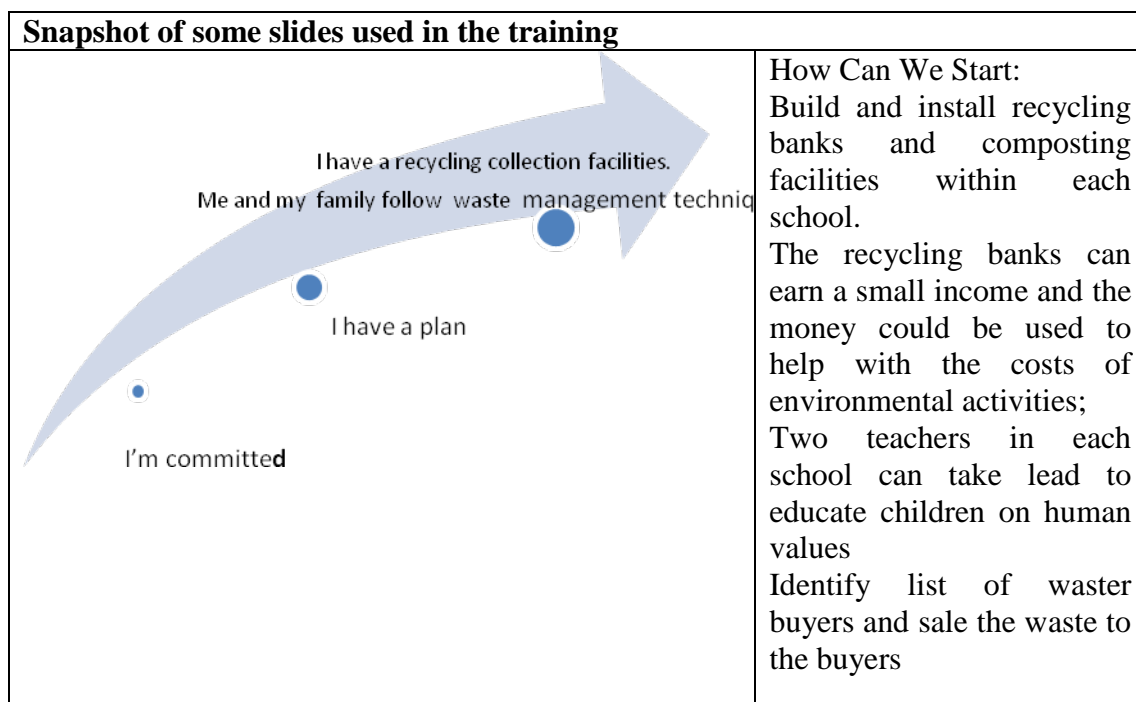 Snapshot of some slides used in the training
I have a recycling collection facilities.
Me and my family follow waste management techniq
I have a plan
I'm committed
How Can We Start:
Build and install recycling
banks and composting
facilities within each
school.
The recycling banks can
earn a small income and the
money could be used to
help with the costs of
environmental activities;
Two teachers in each
school can take lead to
educate children on human
values
Identify list of waster
buyers and sale the waste to
the buyers